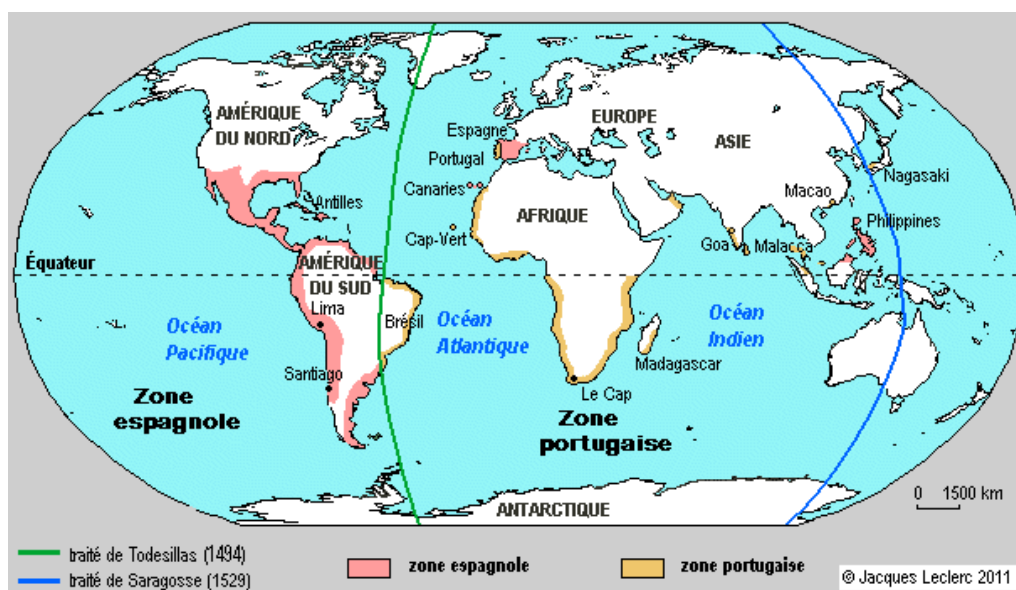 AMÉRIQUE
DU NORD
EUROPE
ASIE
Espagne
Portugal
Nagasaki
Canaries
Antilles
Macao
AFRIQUE
Philippines
Cap-Vert
Goa
Malacca
Équateur
AMÉRIQUE
DU SUD
Lima
Brésil
Océan
Pacifique
Océan
Atlantique
Océan
Indien
Madagascar
Santiago
Le Cap
Zone
espagnole
Zone
portugaise
0 1500 km
ANTARCTIQUE
traité de Todesillas (1494)
traité de Saragosse (1529)
zone espagnole
zone portugaise
© Jacques Leclerc 2011